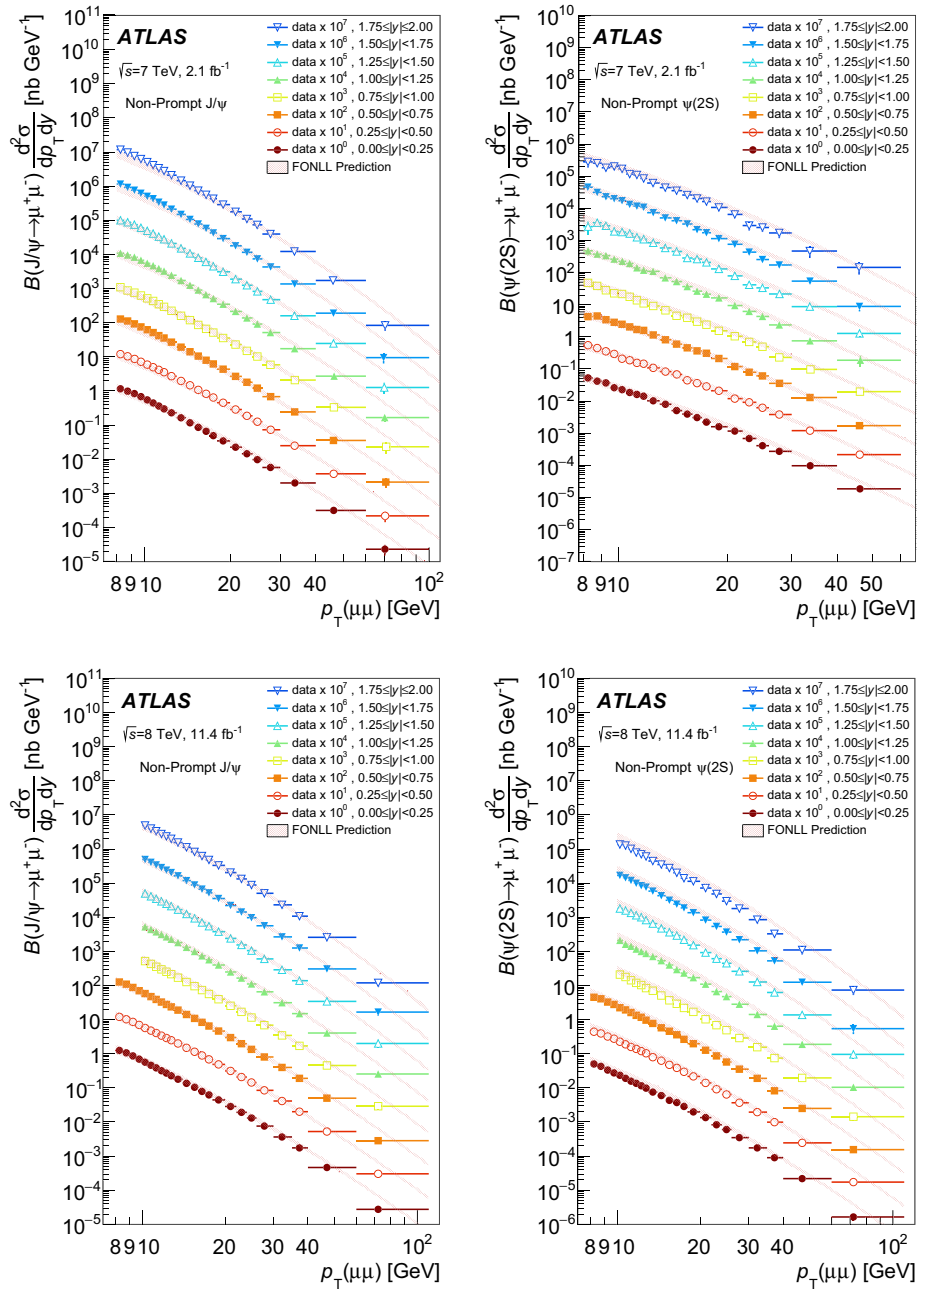 B(J/ψ→μ⁺μ⁻) d²σ/dp_T dy [nb GeV⁻¹]
10¹¹
10¹⁰
10⁹
10⁸
10⁷
10⁶
10⁵
10⁴
10³
10²
10
1
10⁻¹
10⁻²
10⁻³
10⁻⁴
10⁻⁵
ATLAS
√s=7 TeV, 2.1 fb⁻¹
Non-Prompt J/ψ
data x 10⁷ , 1.75≤|y|≤2.00
data x 10⁶ , 1.50≤|y|<1.75
data x 10⁵ , 1.25≤|y|<1.50
data x 10⁴ , 1.00≤|y|<1.25
data x 10³ , 0.75≤|y|<1.00
data x 10² , 0.50≤|y|<0.75
data x 10¹ , 0.25≤|y|<0.50
data x 10⁰ , 0.00≤|y|<0.25
FONLL Prediction
8 9 10 20 30 40 10²
p_T(μμ) [GeV]
B(ψ(2S)→μ⁺μ⁻) d²σ/dp_T dy [nb GeV⁻¹]
10¹⁰
10⁹
10⁸
10⁷
10⁶
10⁵
10⁴
10³
10²
10
1
10⁻¹
10⁻²
10⁻³
10⁻⁴
10⁻⁵
10⁻⁶
10⁻⁷
ATLAS
√s=7 TeV, 2.1 fb⁻¹
Non-Prompt ψ(2S)
data x 10⁷ , 1.75≤|y|≤2.00
data x 10⁶ , 1.50≤|y|<1.75
data x 10⁵ , 1.25≤|y|<1.50
data x 10⁴ , 1.00≤|y|<1.25
data x 10³ , 0.75≤|y|<1.00
data x 10² , 0.50≤|y|<0.75
data x 10¹ , 0.25≤|y|<0.50
data x 10⁰ , 0.00≤|y|<0.25
FONLL Prediction
8 9 10 20 30 40 50
p_T(μμ) [GeV]
B(J/ψ→μ⁺μ⁻) d²σ/dp_T dy [nb GeV⁻¹]
10¹¹
10¹⁰
10⁹
10⁸
10⁷
10⁶
10⁵
10⁴
10³
10²
10
1
10⁻¹
10⁻²
10⁻³
10⁻⁴
10⁻⁵
ATLAS
√s=8 TeV, 11.4 fb⁻¹
Non-Prompt J/ψ
data x 10⁷ , 1.75≤|y|≤2.00
data x 10⁶ , 1.50≤|y|<1.75
data x 10⁵ , 1.25≤|y|<1.50
data x 10⁴ , 1.00≤|y|<1.25
data x 10³ , 0.75≤|y|<1.00
data x 10² , 0.50≤|y|<0.75
data x 10¹ , 0.25≤|y|<0.50
data x 10⁰ , 0.00≤|y|<0.25
FONLL Prediction
8 9 10 20 30 40 10²
p_T(μμ) [GeV]
B(ψ(2S)→μ⁺μ⁻) d²σ/dp_T dy [nb GeV⁻¹]
10¹⁰
10⁹
10⁸
10⁷
10⁶
10⁵
10⁴
10³
10²
10
1
10⁻¹
10⁻²
10⁻³
10⁻⁴
10⁻⁵
10⁻⁶
ATLAS
√s=8 TeV, 11.4 fb⁻¹
Non-Prompt ψ(2S)
data x 10⁷ , 1.75≤|y|≤2.00
data x 10⁶ , 1.50≤|y|<1.75
data x 10⁵ , 1.25≤|y|<1.50
data x 10⁴ , 1.00≤|y|<1.25
data x 10³ , 0.75≤|y|<1.00
data x 10² , 0.50≤|y|<0.75
data x 10¹ , 0.25≤|y|<0.50
data x 10⁰ , 0.00≤|y|<0.25
FONLL Prediction
8 9 10 20 30 40 10²
p_T(μμ) [GeV]